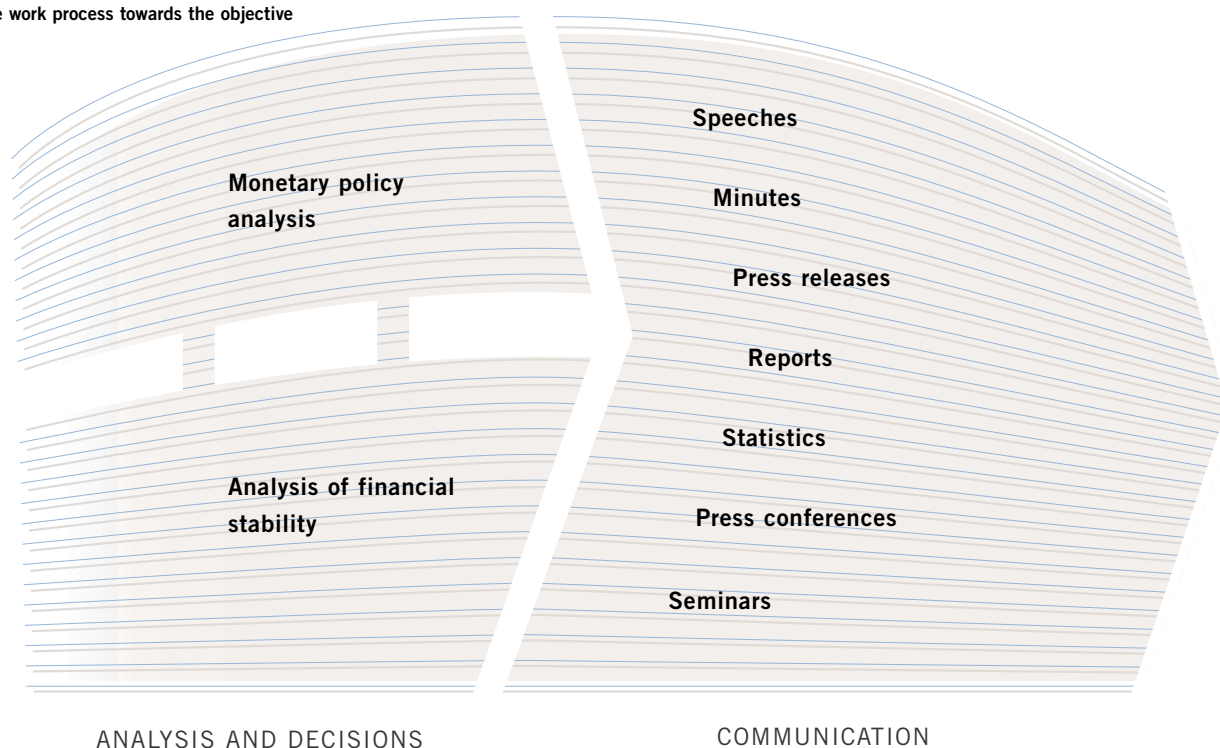 work process towards the objective
Monetary policy
analysis
Analysis of financial
stability
Speeches
Minutes
Press releases
Reports
Statistics
Press conferences
Seminars
ANALYSIS AND DECISIONS
COMMUNICATION